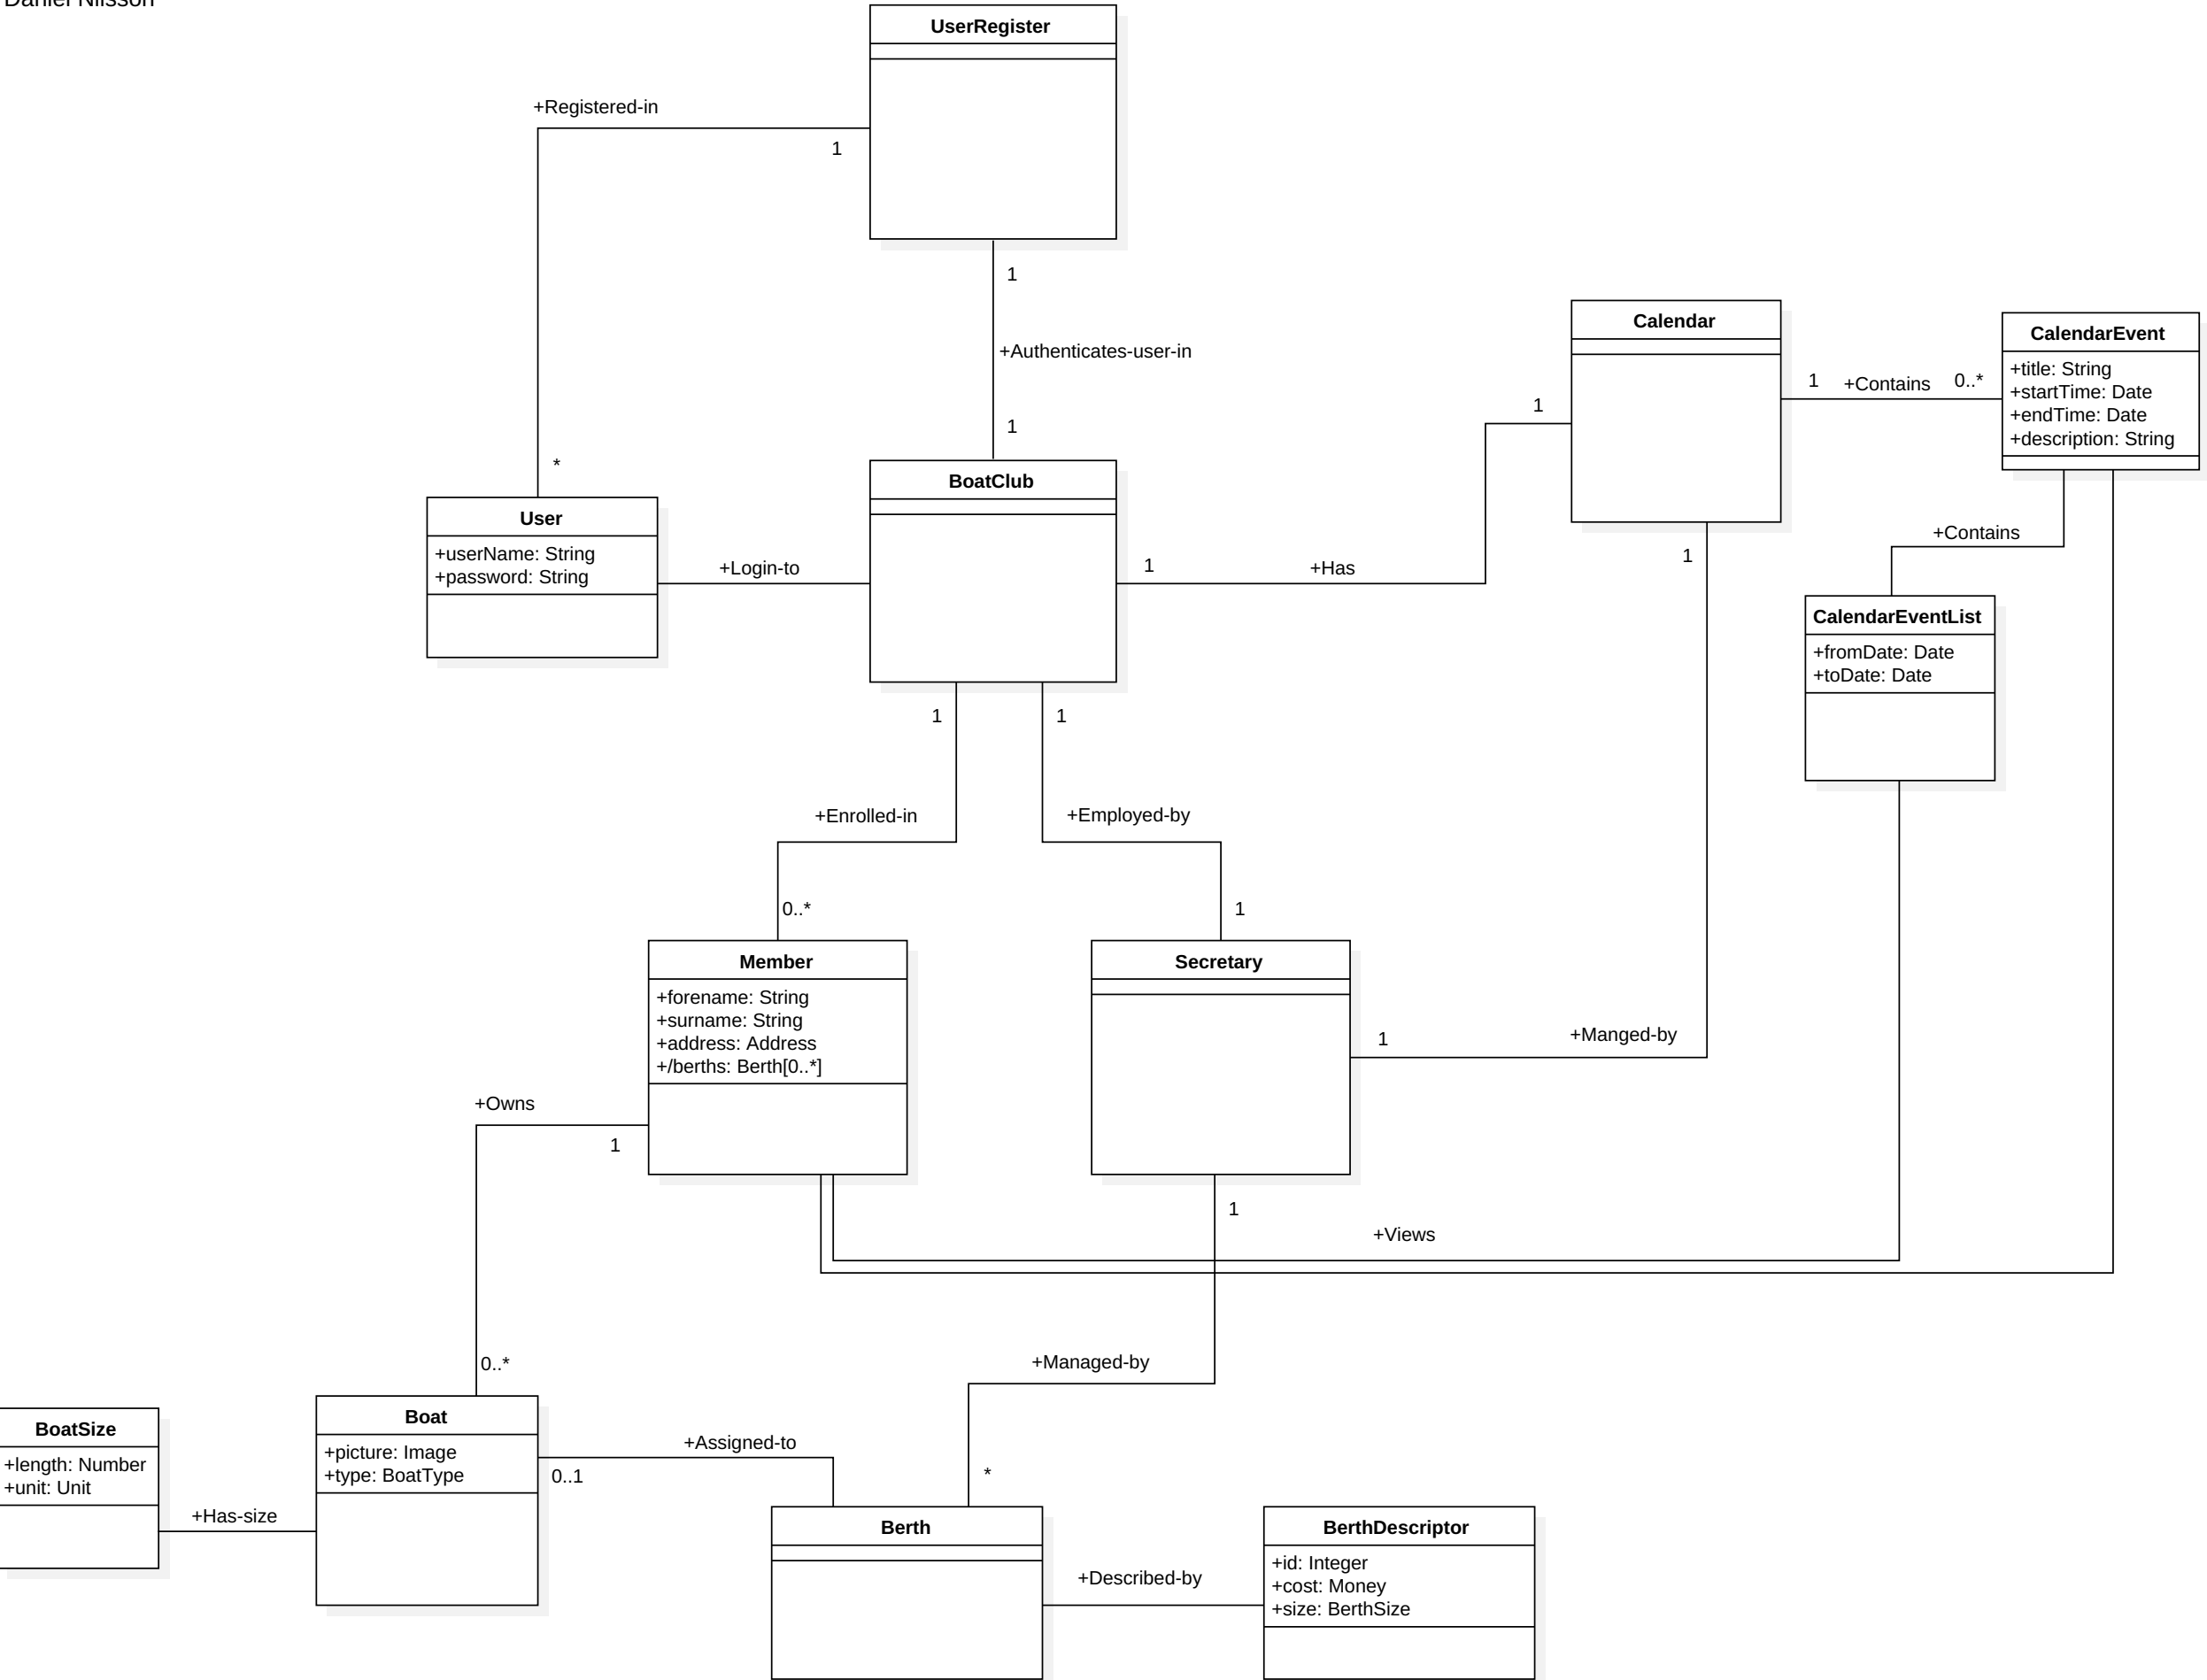 Daniel Nilsson
UserRegister
+Registered-in
1
1
+Authenticates-user-in
1
*
Calendar
CalendarEvent
+title: String
+startTime: Date
+endTime: Date
+description: String
1
+Contains
0..*
1
BoatClub
User
+userName: String
+password: String
+Login-to
1
+Has
1
+Contains
CalendarEventList
+fromDate: Date
+toDate: Date
1
1
+Enrolled-in
+Employed-by
0..*
1
Member
+forename: String
+surname: String
+address: Address
+/berths: Berth[0..*]
Secretary
1
+Manged-by
+Owns
1
1
+Views
0..*
+Managed-by
*
BoatSize
+length: Number
+unit: Unit
+Has-size
Boat
+picture: Image
+type: BoatType
+Assigned-to
0..1
Berth
+Described-by
BerthDescriptor
+id: Integer
+cost: Money
+size: BerthSize